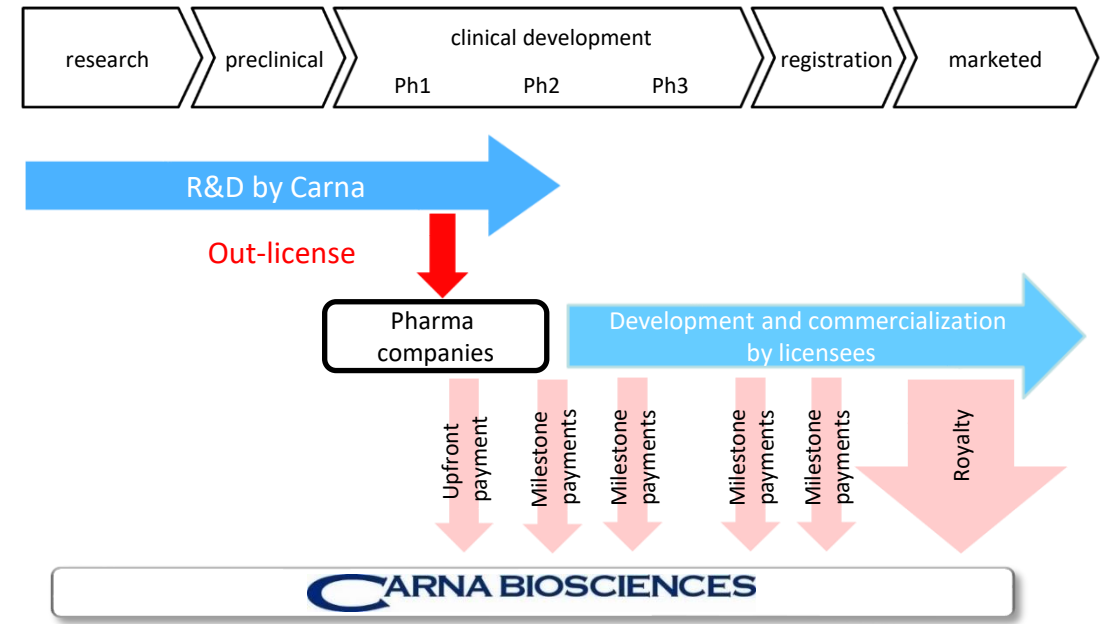 research
preclinical
clinical development
Ph1 Ph2 Ph3
registration
marketed
R&D by Carna
Out-license
Pharma
companies
Development and commercialization
by licensees
Upfront
payment
Milestone
payments
Milestone
payments
Milestone
payments
Milestone
payments
Royalty
CARNA BIOSCIENCES